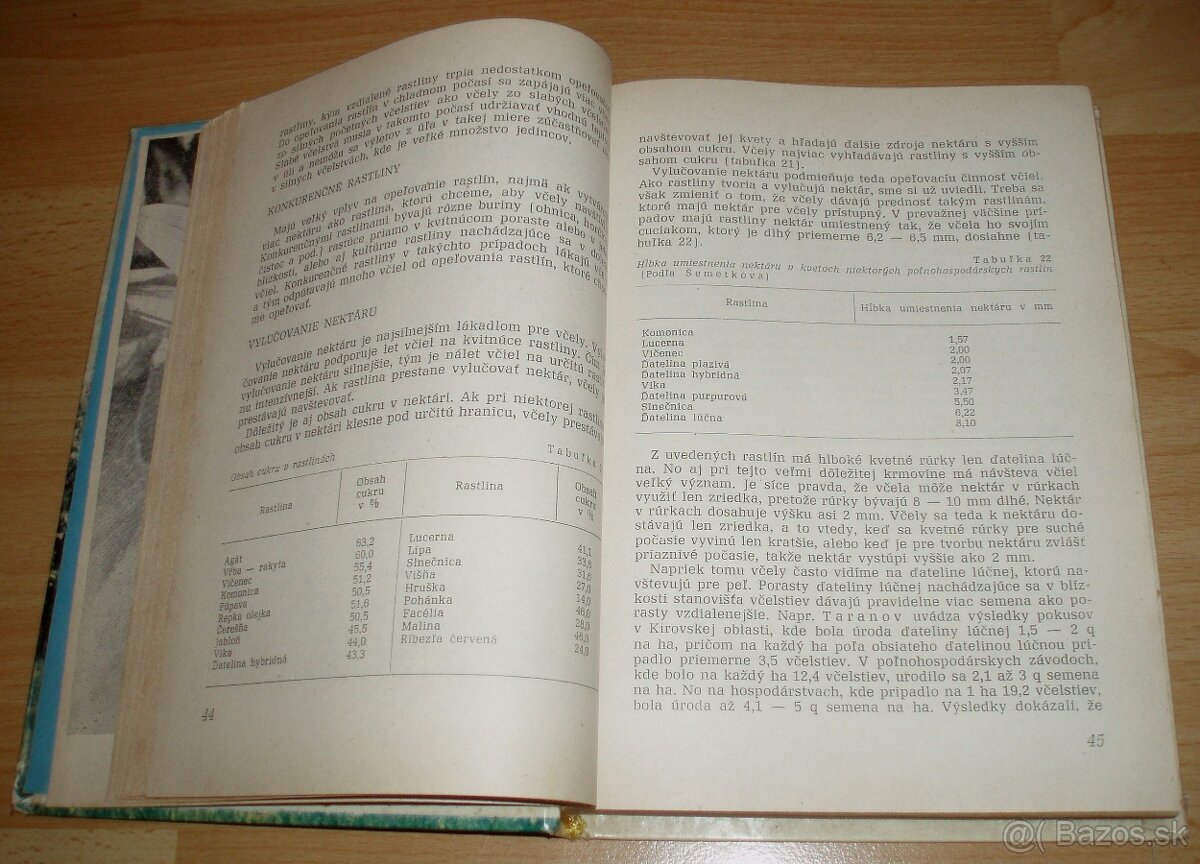 rastliny, kým vzdialené rastliny trpia nedostatkom
Do opeľovania rastlín v chladnom počasí sa zapájajú viac
zo silných početných včelstiev ako včely zo slabých
Slabé včelstvá musia v takomto počasí udržiavať vhodnú
v úli a nemôžu sa výletov z úľa v takej miere zúčastňovať
v silných včelstvách, kde je veľké množstvo jedincov.
KONKURENČNÉ RASTLINY
Majú veľký vplyv na opeľovanie rastlín, najmä ak
viac nektáru ako rastlina, ktorú chceme, aby včely
Konkurenčnými rastlinami bývajú rôzne buriny (ohnica,
čistec a pod.) rastúce priamo v kvitnúcom poraste alebo v
blízkosti, alebo aj kultúrne rastliny nachádzajúce sa v
včiel. Konkurenčné rastliny v takýchto prípadoch lákajú
a tým odpútavajú mnoho včiel od opeľovania rastlín, ktoré
me opeľovať.
VYLUČOVANIE NEKTÁRU
Vylučovanie nektáru je najsilnejším lákadlom pre včely.
čovanie nektáru podporuje let včiel na kvitnúce rastliny. Čím
vylučovanie nektáru silnejšie, tým je nálet včiel na určitú
nu intenzívnejší. Ak rastlina prestane vylučovať nektár, včely
prestávajú navštevovať.
Dôležitý je aj obsah cukru v nektári. Ak pri niektorej
obsah cukru v nektári klesne pod určitú hranicu, včely
Tabuľka
Obsah cukru v rastlinách
Rastlina Obsah cukru v % Rastlina Obsah cukru v %
Agát 63,2 Lucerna 41,1
Vŕba — rakyta 60,0 Lipa 33,8
Vičenec 55,4 Slnečnica 31,8
Komonica 51,2 Višňa 27,0
Púpava 50,5 Hruška 14,0
Repka olejka 51,6 Pohánka 46,0
Čerešňa 50,5 Facélia 28,0
Jabloň 45,5 Malina 46,0
Vika 44,0 Ríbezľa červená 24,0
Ďatelina hybridná 43,3
44
navštevovať jej kvety a hľadajú ďalšie zdroje nektáru s vyšším
obsahom cukru. Včely najviac vyhľadávajú rastliny s vyšším ob-
sahom cukru (tabuľka 21).
Vylučovanie nektáru podmieňuje teda opeľovaciu činnosť včiel.
Ako rastliny tvoria a vylučujú nektár, sme si už uviedli. Treba sa
však zmieniť o tom, že včely dávajú prednosť takým rastlinám,
ktoré majú nektár pre včely prístupný. V prevažnej väčšine prí-
padov majú rastliny nektár umiestnený tak, že včela ho svojím
cuciakom, ktorý je dlhý priemerne 6,2 — 6,5 mm, dosiahne (ta-
buľka 22).
Tabuľka 22
Hĺbka umiestnenia nektáru v kvetoch niektorých poľnohospodárskych rastlín
(Podľa Semetkova)
Rastlina Hĺbka umiestnenia nektáru v mm
Komonica 1,57
Lucerna 2,00
Vičenec 2,00
Ďatelina plazivá 2,07
Ďatelina hybridná 2,17
Vika 3,47
Ďatelina purpurová 5,50
Slnečnica 6,22
Ďatelina lúčna 8,10
Z uvedených rastlín má hlboké kvetné rúrky len ďatelina lúč-
na. No aj pri tejto veľmi dôležitej krmovine má návšteva včiel
veľký význam. Je síce pravda, že včela môže nektár v rúrkach
využiť len zriedka, pretože rúrky bývajú 8 — 10 mm dlhé. Nektár
v rúrkach dosahuje výšku asi 2 mm. Včely sa teda k nektáru do-
stávajú len zriedka, a to vtedy, keď sa kvetné rúrky pre suché
počasie vyvinú len kratšie, alebo keď je pre tvorbu nektáru zvlášť
priaznivé počasie, takže nektár vystúpi vyššie ako 2 mm.
Napriek tomu včely často vidíme na ďateline lúčnej, ktorú na-
vštevujú pre peľ. Porasty ďateliny lúčnej nachádzajúce sa v blíz-
kosti stanovišťa včelstiev dávajú pravidelne viac semena ako po-
rasty vzdialenejšie. Napr. Taranov uvádza výsledky pokusov
v Kirovskej oblasti, kde bola úroda ďateliny lúčnej 1,5 — 2 q
na ha, pričom na každý ha poľa obsiateho ďatelinou lúčnou pri-
padlo priemerne 3,5 včelstiev. V poľnohospodárskych závodoch,
kde bolo na každý ha 12,4 včelstiev, urodilo sa 2,1 až 3 q semena
na ha. No na hospodárstvach, kde pripadlo na 1 ha 19,2 včelstiev,
bola úroda až 4,1 — 5 q semena na ha. Výsledky dokázali, že
45
@( Bazos.sk